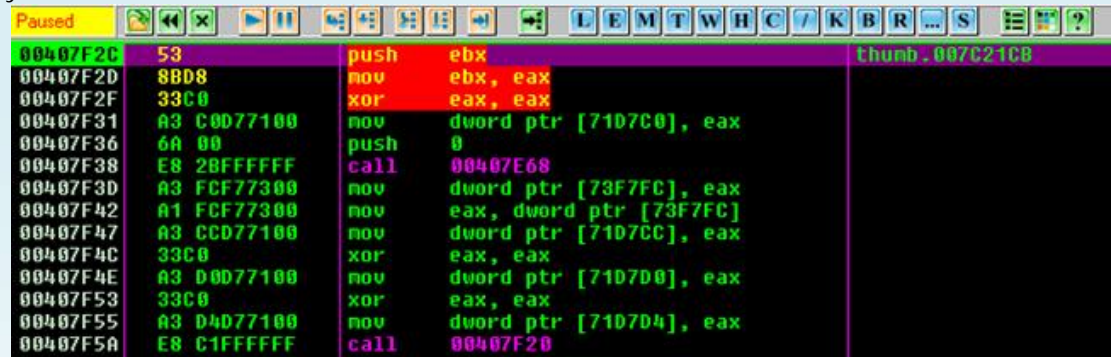 Paused L E M T W H C / K B R ... S ?
00407F2C 53 push ebx thumb.007C21CB
00407F2D 8BD8 mov ebx, eax
00407F2F 33C0 xor eax, eax
00407F31 A3 C0D77100 mov dword ptr [71D7C0], eax
00407F36 6A 00 push 0
00407F38 E8 2BFFFFFF call 00407E68
00407F3D A3 FCF77300 mov dword ptr [73F7FC], eax
00407F42 A1 FCF77300 mov eax, dword ptr [73F7FC]
00407F47 A3 CCD77100 mov dword ptr [71D7CC], eax
00407F4C 33C0 xor eax, eax
00407F4E A3 D0D77100 mov dword ptr [71D7D0], eax
00407F53 33C0 xor eax, eax
00407F55 A3 D4D77100 mov dword ptr [71D7D4], eax
00407F5A E8 C1FFFFFF call 00407F20